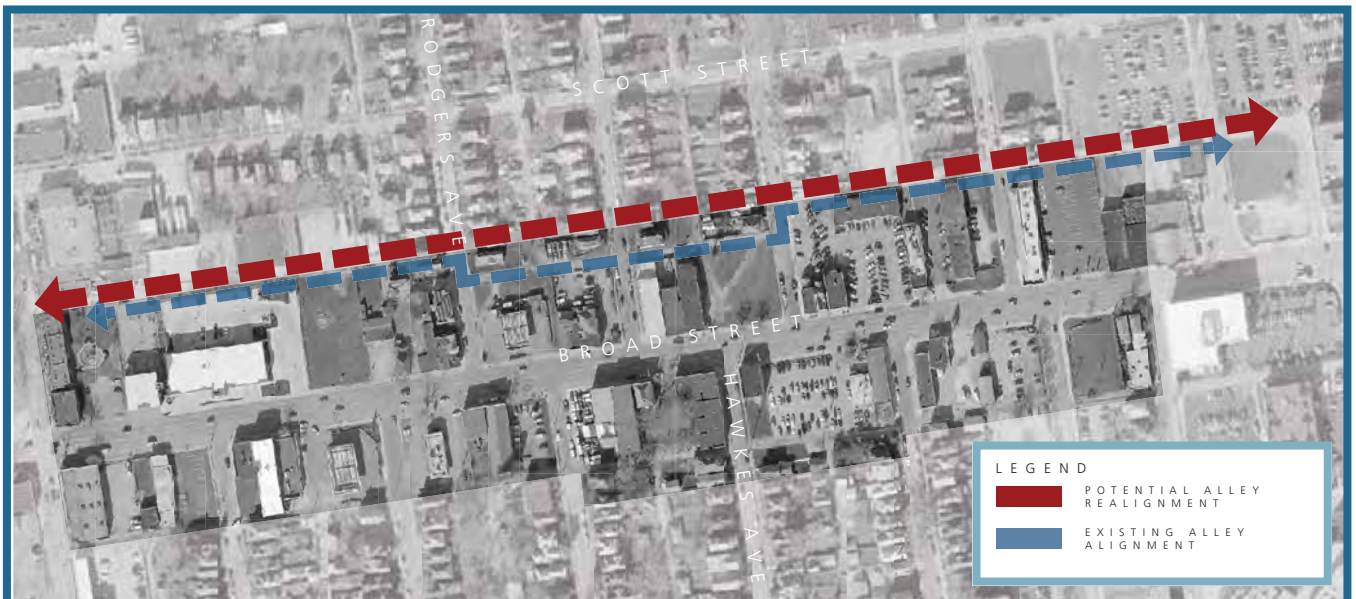 RODGERS AVE
SCOTT STREET
BROAD STREET
HAWKES AVE
LEGEND
POTENTIAL ALLEY
REALIGNMENT
EXISTING ALLEY
ALIGNMENT